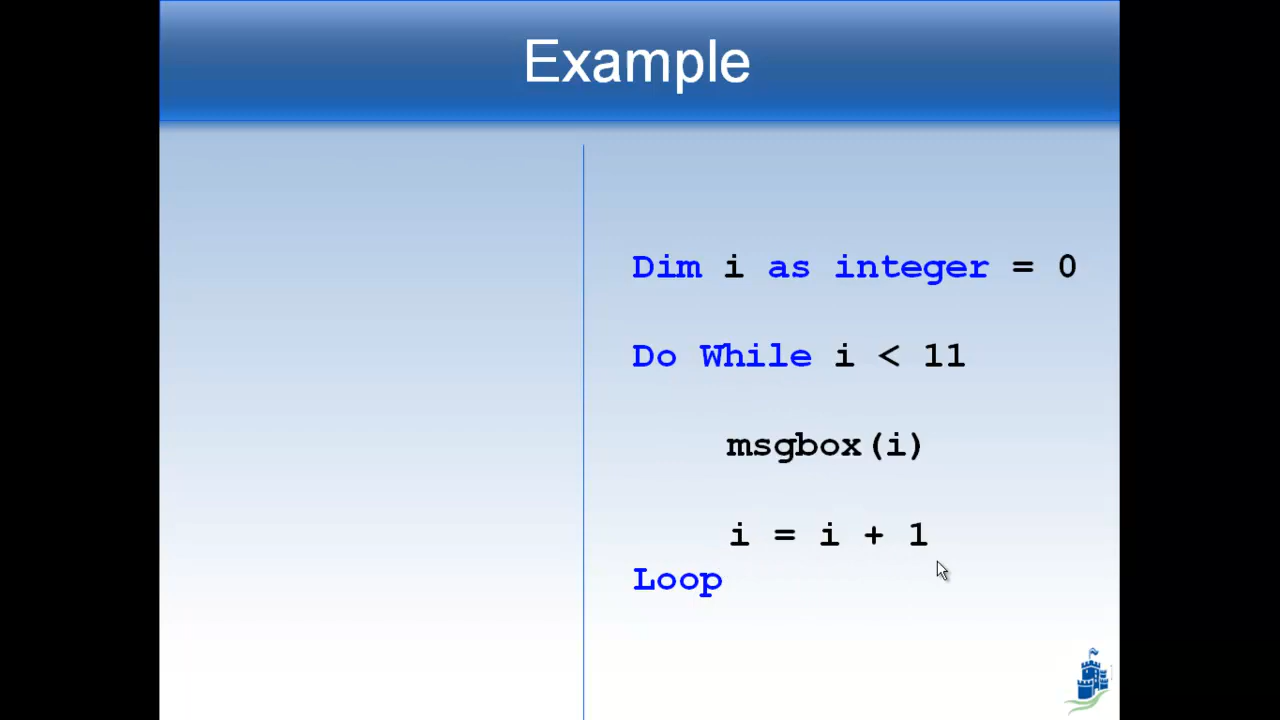 Example
Dim i as integer = 0
Do While i < 11
msgbox(i)
i = i + 1
Loop